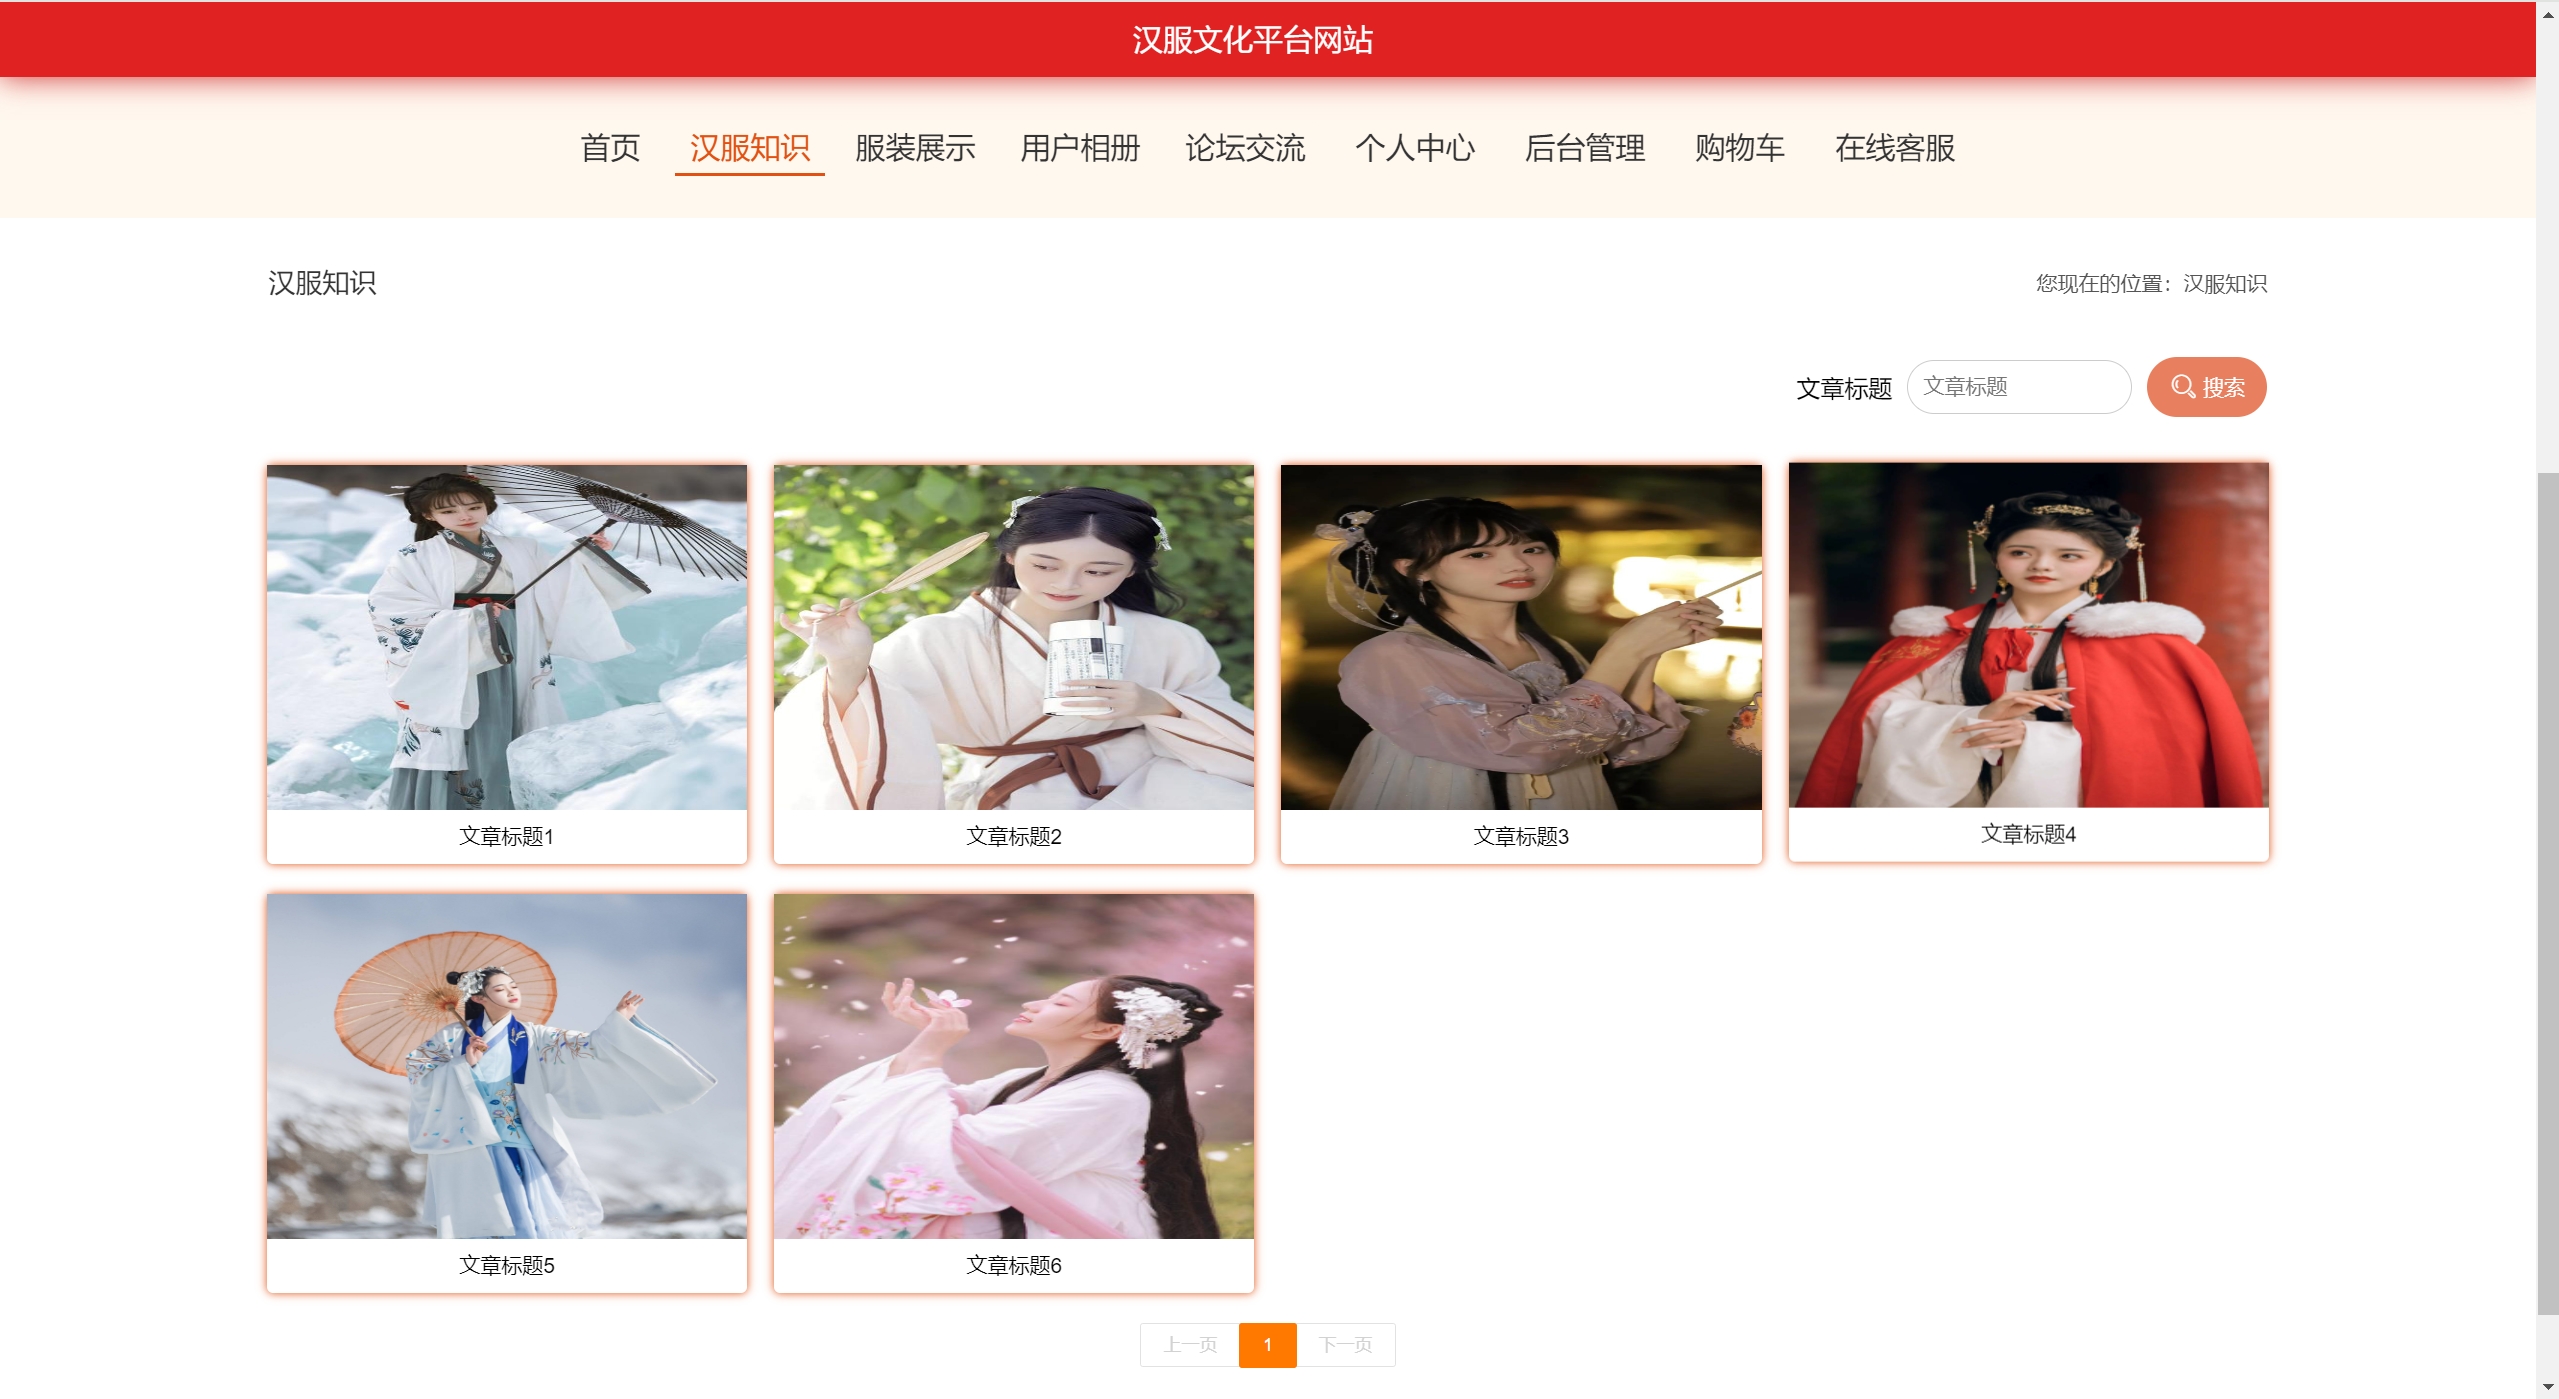 汉服文化平台网站
首页 汉服知识 服装展示 用户相册 论坛交流 个人中心 后台管理 购物车 在线客服
汉服知识
您现在的位置：汉服知识
文章标题 文章标题 搜索
文章标题1
文章标题2
文章标题3
文章标题4
文章标题5
文章标题6
上一页 1 下一页